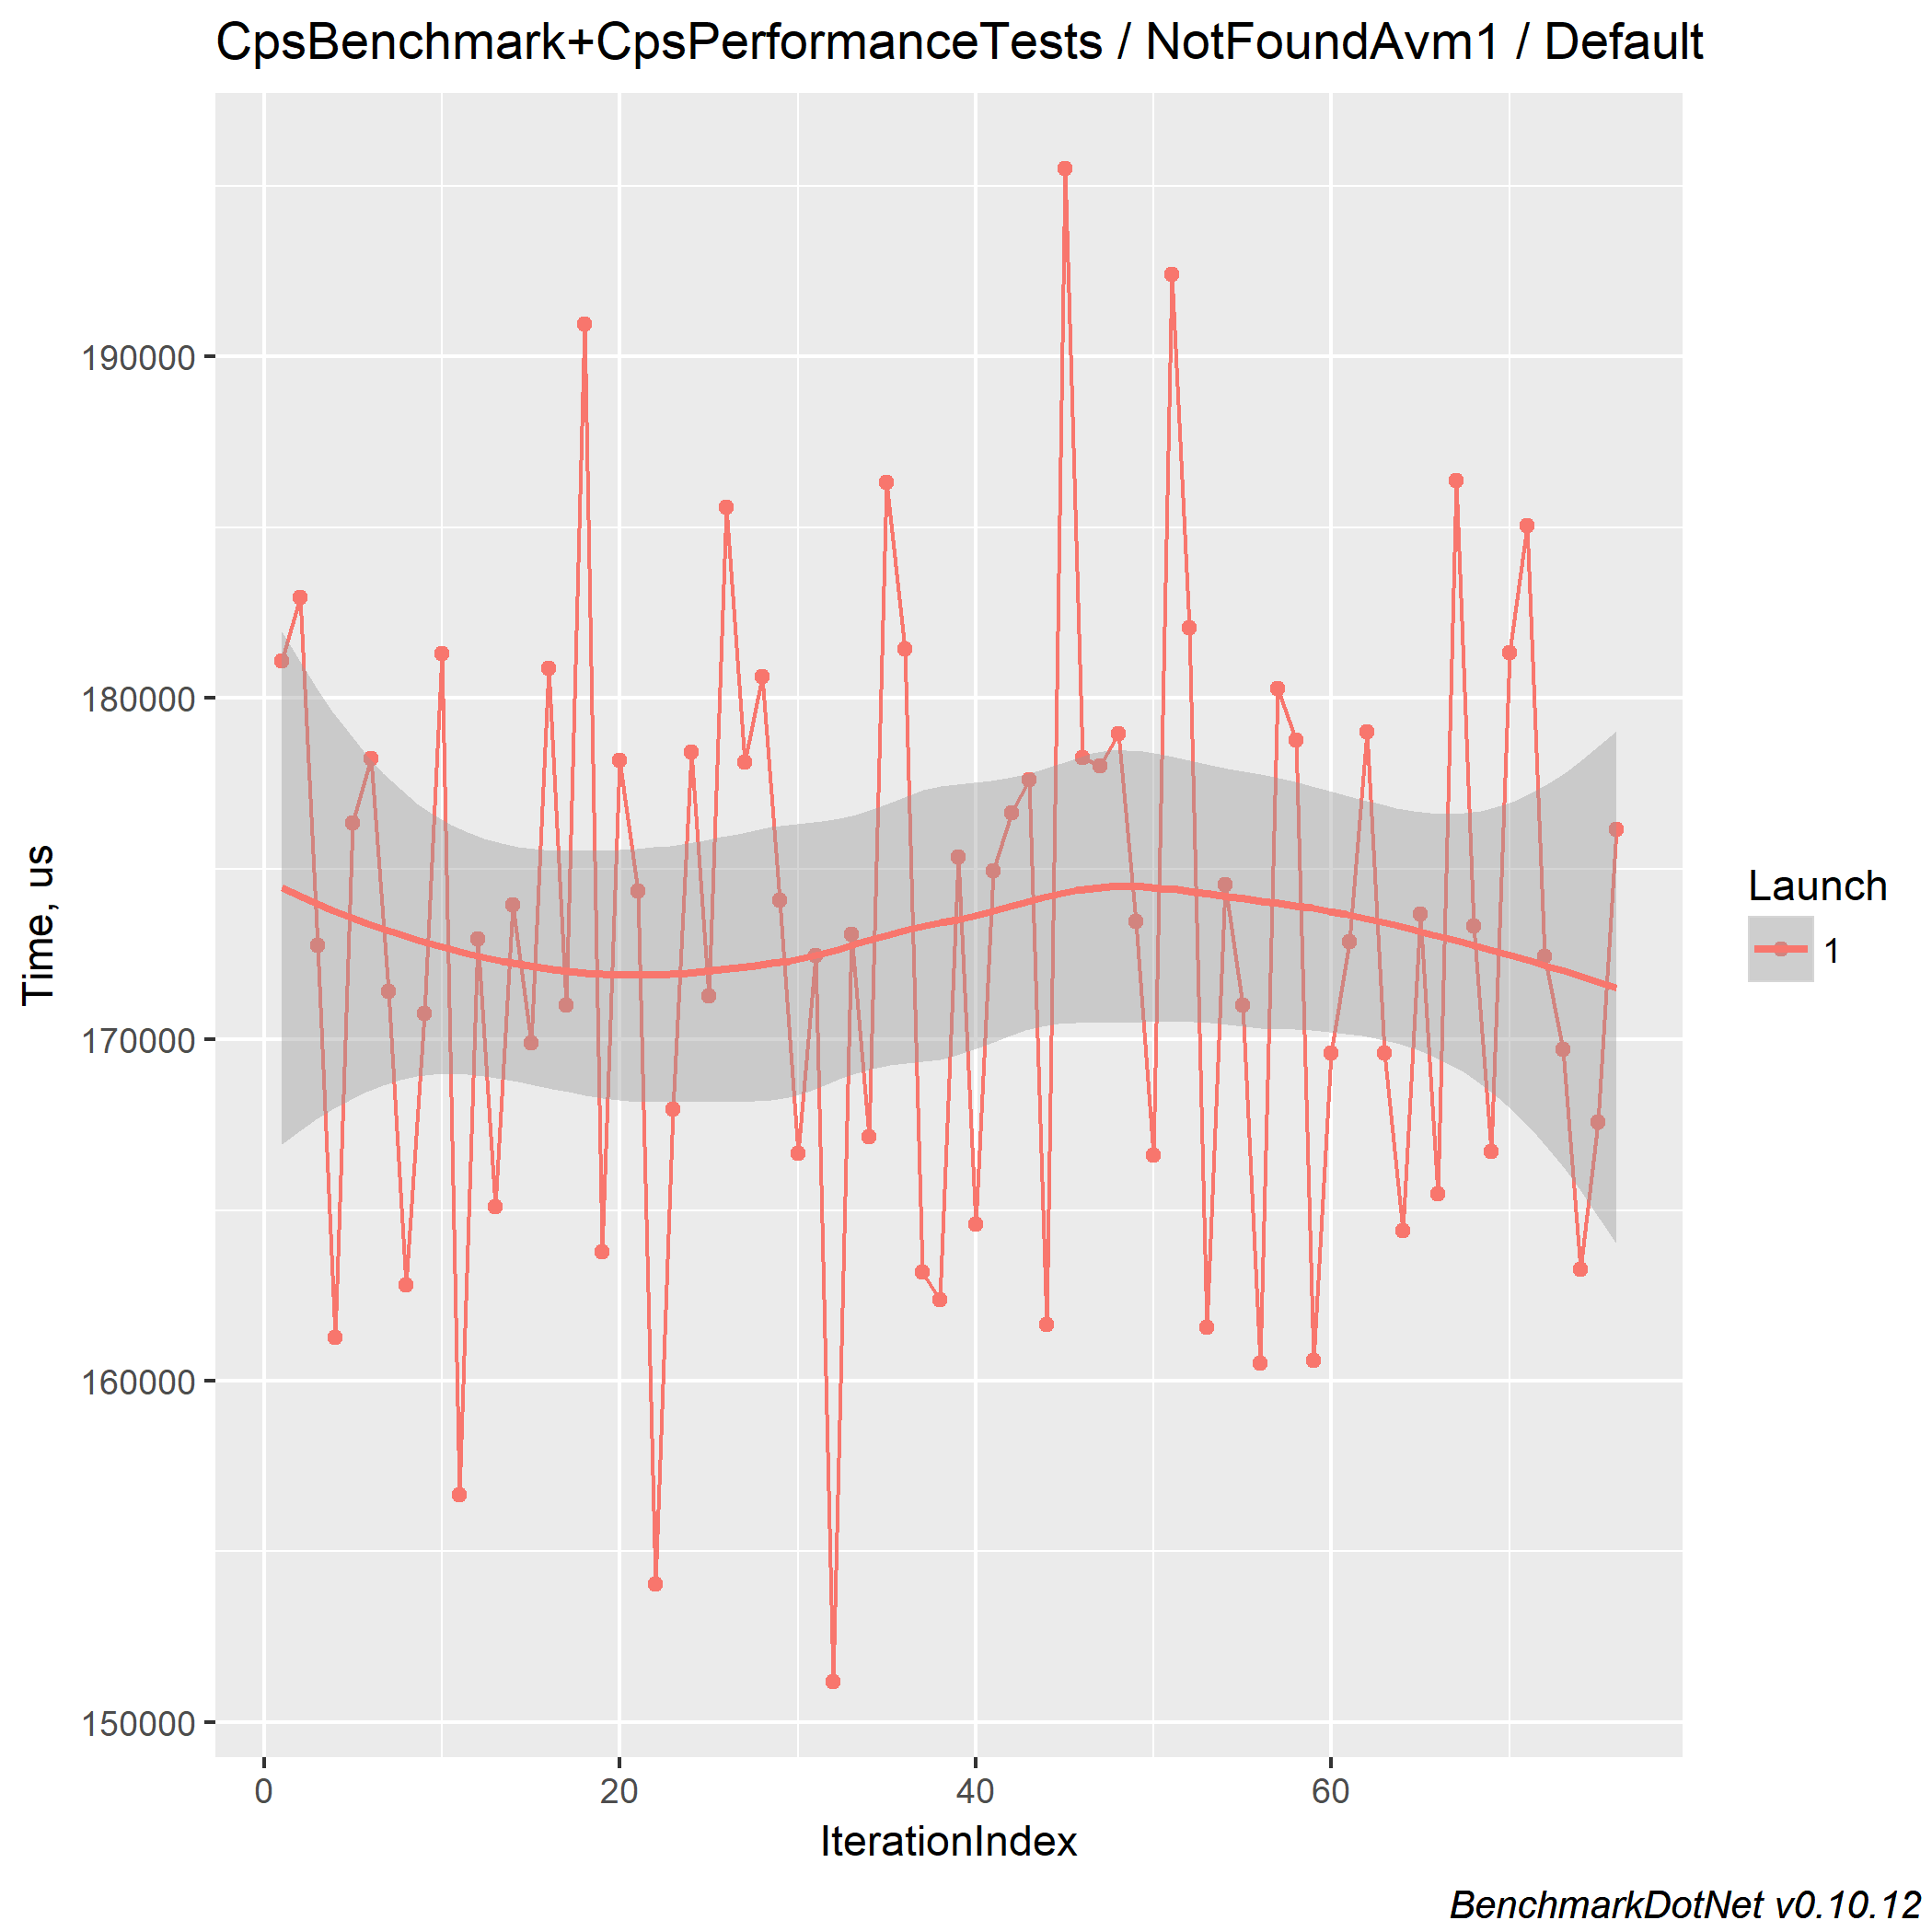 CpsBenchmark+CpsPerformanceTests / NotFoundAvm1 / Default
Time, us
190000
180000
170000
160000
150000
0 20 40 60
IterationIndex
Launch
1
BenchmarkDotNet v0.10.12